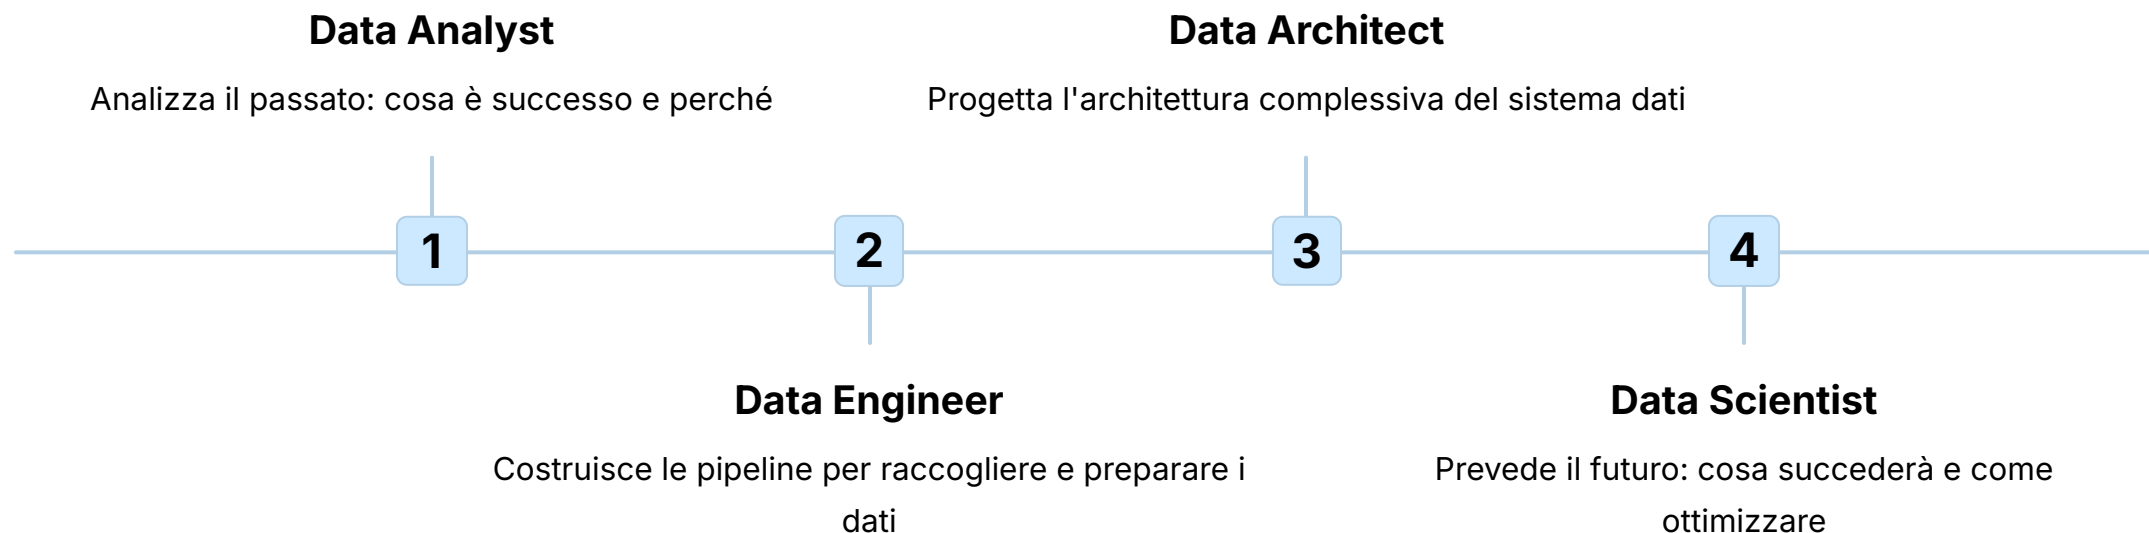 Data Analyst
Analizza il passato: cosa è successo e perché
Data Architect
Progetta l'architettura complessiva del sistema dati
1
2
3
4
Data Engineer
Costruisce le pipeline per raccogliere e preparare i
dati
Data Scientist
Prevede il futuro: cosa succederà e come
ottimizzare